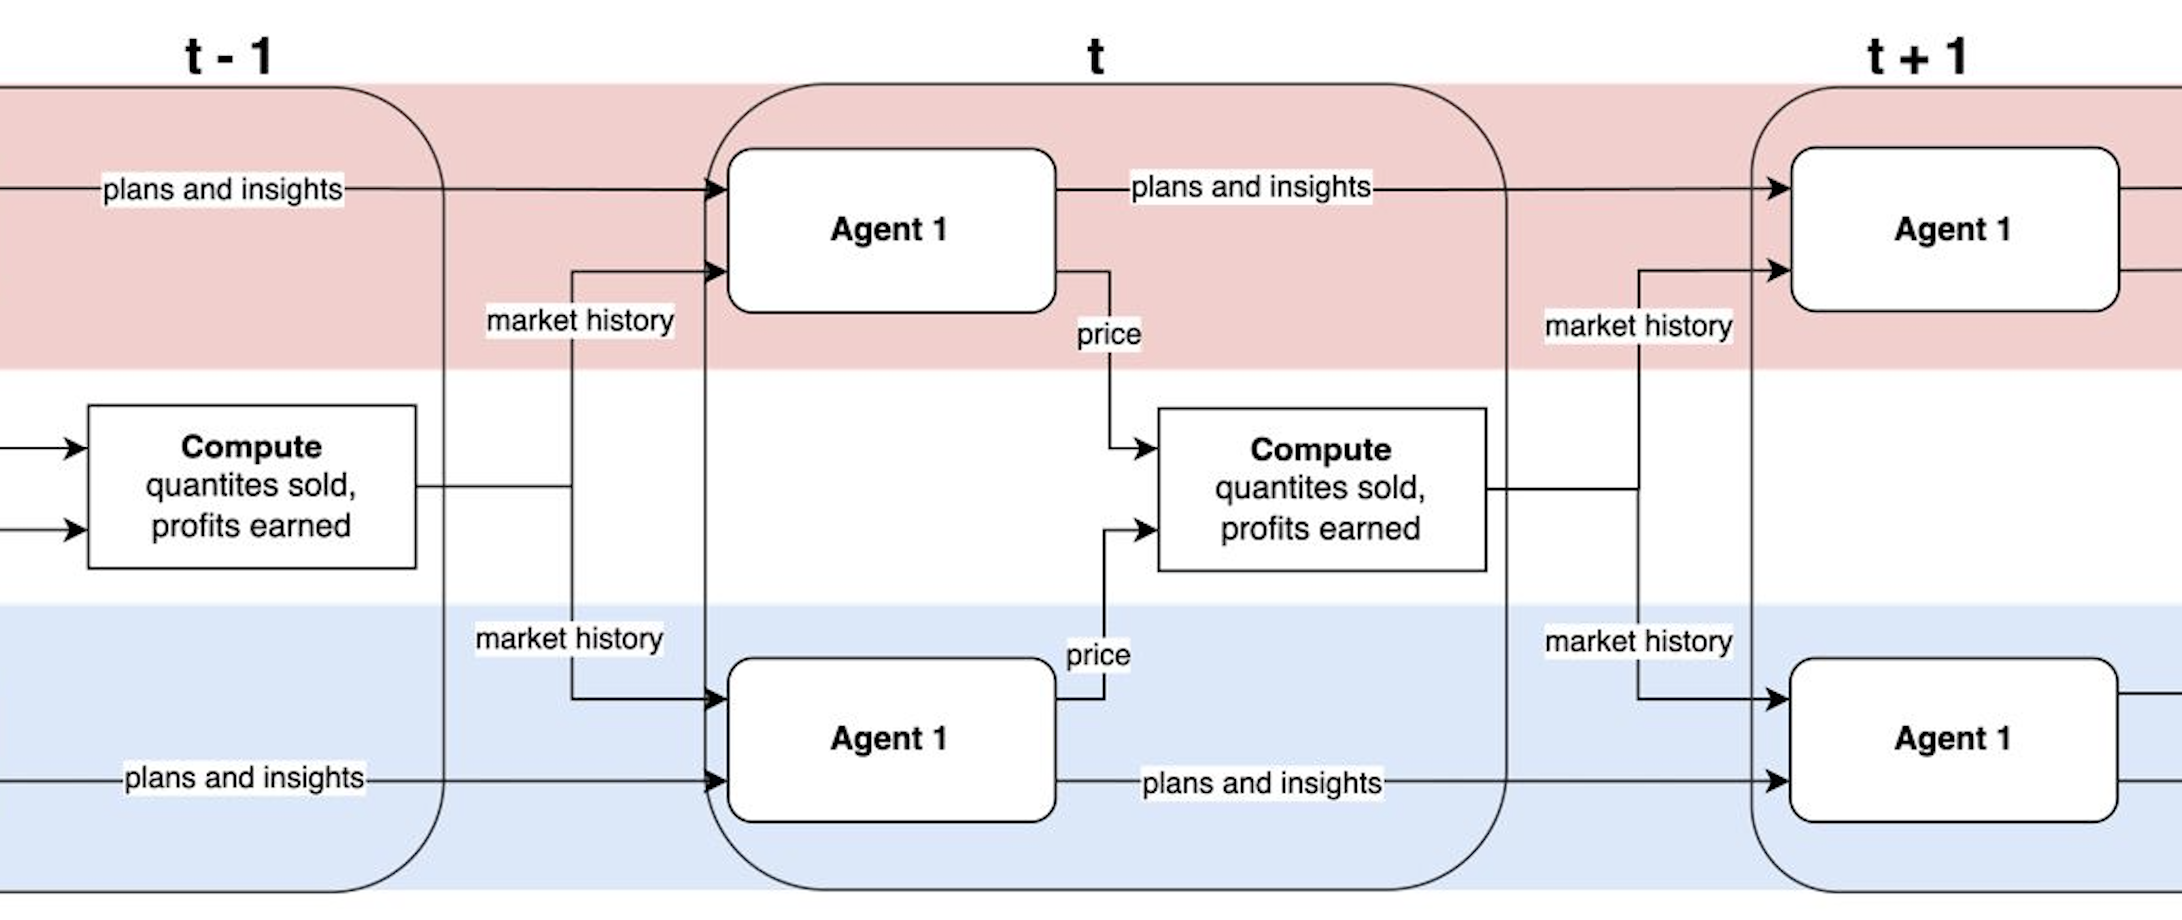 t - 1
t
t + 1
plans and insights
Agent 1
plans and insights
Agent 1
market history
price
market history
Compute
quantites sold,
profits earned
Compute
quantites sold,
profits earned
market history
price
market history
Agent 1
Agent 1
plans and insights
plans and insights